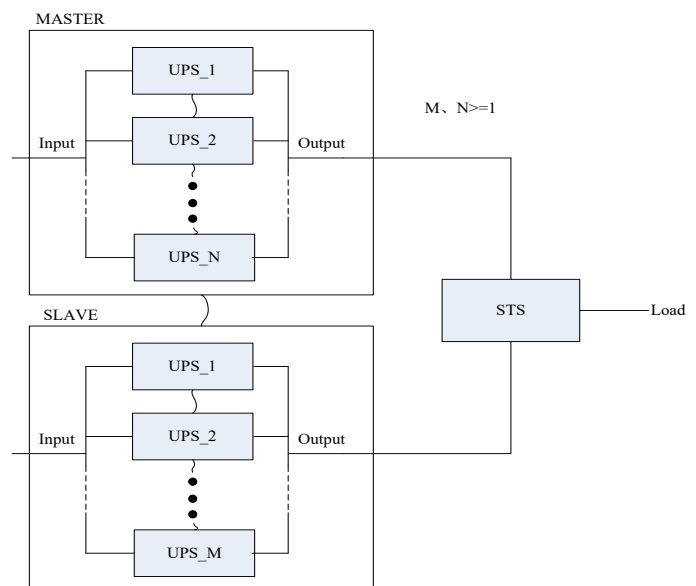 MASTER
UPS_1
M、N>=1
UPS_2
Input
Output
UPS_N
STS
Load
SLAVE
UPS_1
UPS_2
Input
Output
UPS_M